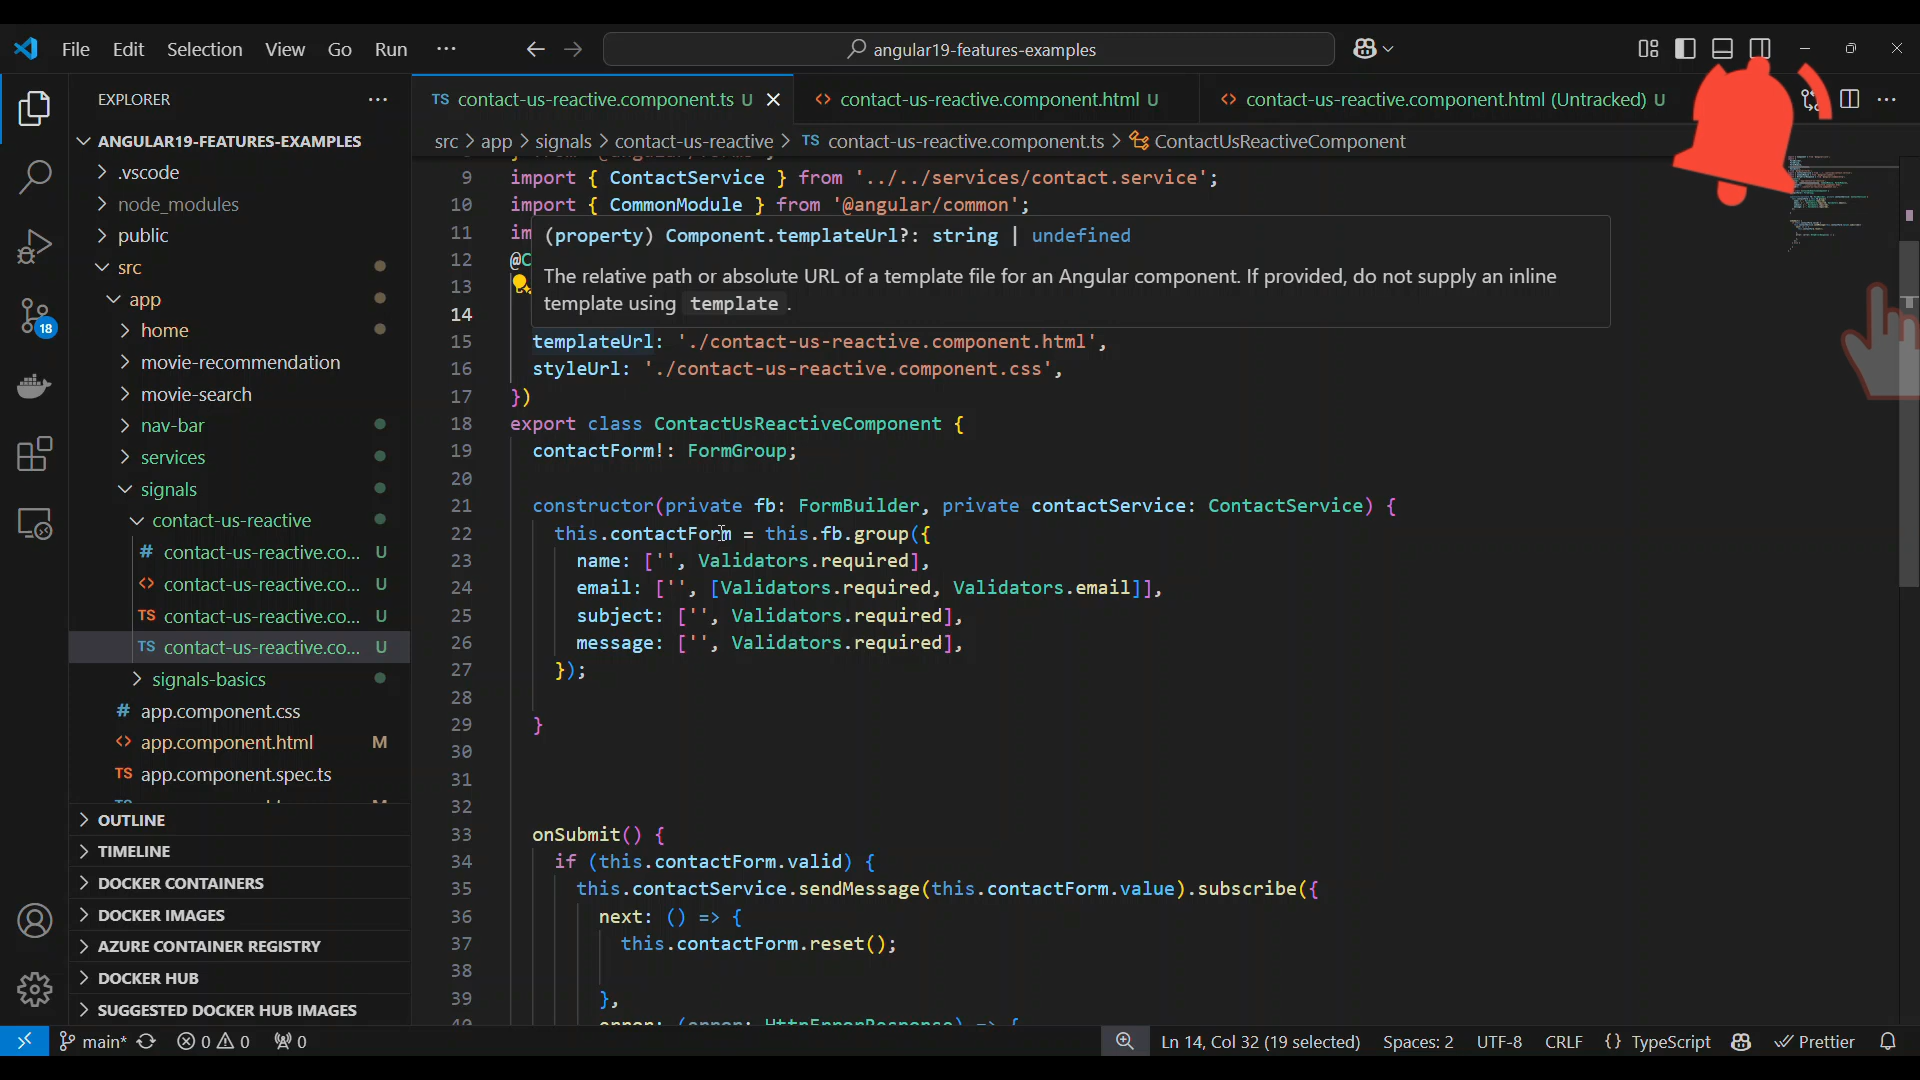 File Edit Selection View Go Run ···
angular19-features-examples
EXPLORER ···
ANGULAR19-FEATURES-EXAMPLES
.vscode
node_modules
public
src
app
home
movie-recommendation
movie-search
nav-bar
services
signals
contact-us-reactive
# contact-us-reactive.co... U
<> contact-us-reactive.co... U
TS contact-us-reactive.co... U
TS contact-us-reactive.co... U
signals-basics
# app.component.css
<> app.component.html M
TS app.component.spec.ts
OUTLINE
TIMELINE
DOCKER CONTAINERS
DOCKER IMAGES
AZURE CONTAINER REGISTRY
DOCKER HUB
SUGGESTED DOCKER HUB IMAGES
18
TS contact-us-reactive.component.ts U
<> contact-us-reactive.component.html U
<> contact-us-reactive.component.html (Untracked) U
src > app > signals > contact-us-reactive > TS contact-us-reactive.component.ts > ContactUsReactiveComponent
9 import { ContactService } from '../../services/contact.service';
10 import { CommonModule } from '@angular/common';
11 im
12 @C
13
14
(property) Component.templateUrl?: string | undefined
The relative path or absolute URL of a template file for an Angular component. If provided, do not supply an inline
template using template .
15 templateUrl: './contact-us-reactive.component.html',
16 styleUrl: './contact-us-reactive.component.css',
17 })
18 export class ContactUsReactiveComponent {
19 contactForm!: FormGroup;
20
21 constructor(private fb: FormBuilder, private contactService: ContactService) {
22 this.contactForm = this.fb.group({
23 name: ['', Validators.required],
24 email: ['', [Validators.required, Validators.email]],
25 subject: ['', Validators.required],
26 message: ['', Validators.required],
27 });
28
29 }
30
31
32
33 onSubmit() {
34 if (this.contactForm.valid) {
35 this.contactService.sendMessage(this.contactForm.value).subscribe({
36 next: () => {
37 this.contactForm.reset();
38
39 },
main* 0 0 0
Ln 14, Col 32 (19 selected) Spaces: 2 UTF-8 CRLF {} TypeScript Prettier